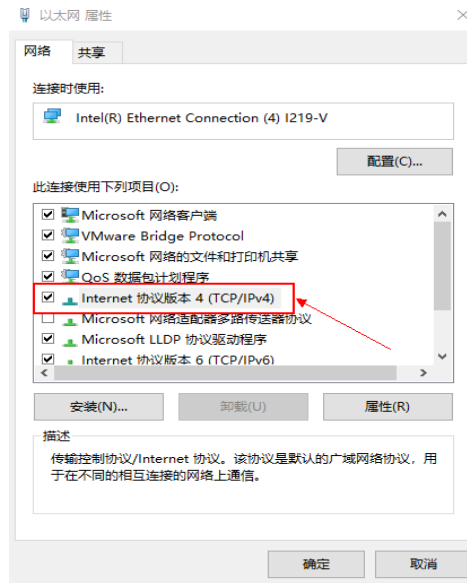 以太网 属性
网络
共享
连接时使用:
Intel(R) Ethernet Connection (4) I219-V
配置(C)...
此连接使用下列项目(O):
Microsoft 网络客户端
VMware Bridge Protocol
Microsoft 网络的文件和打印机共享
QoS 数据包计划程序
Internet 协议版本 4 (TCP/IPv4)
Microsoft 网络适配器多路传送器协议
Microsoft LLDP 协议驱动程序
Internet 协议版本 6 (TCP/IPv6)
安装(N)...
卸载(U)
属性(R)
描述
传输控制协议/Internet 协议。该协议是默认的广域网络协议，用
于在不同的相互连接的网络上通信。
确定
取消